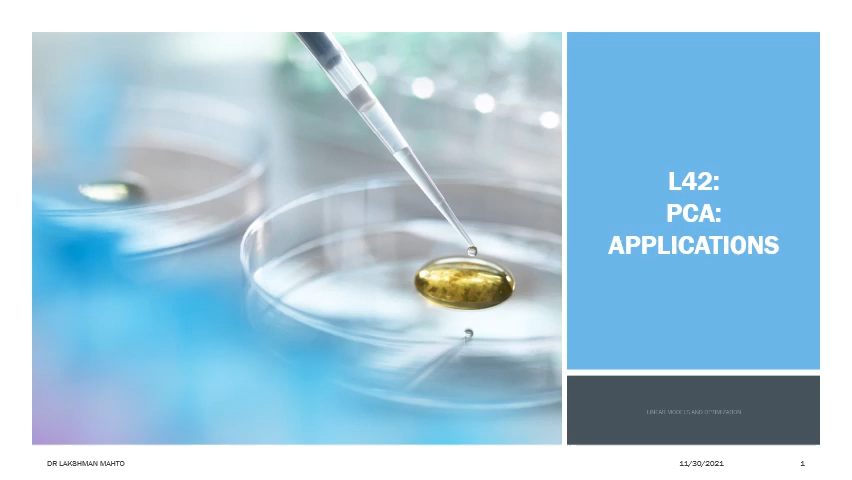 L42:
PCA:
APPLICATIONS
LINEAR MODELS AND OPTIMIZATION
DR LAKSHMAN MAHTO
11/30/2021
1